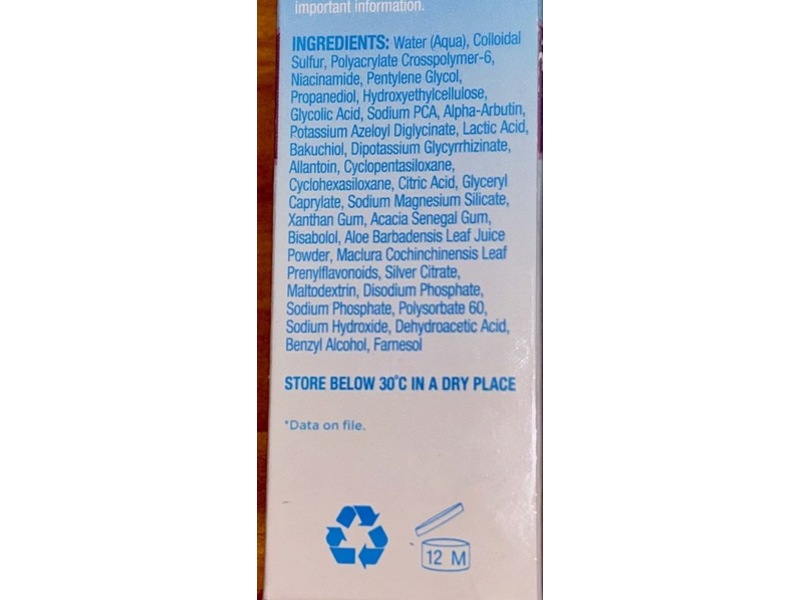 important information.
INGREDIENTS: Water (Aqua), Colloidal
Sulfur, Polyacrylate Crosspolymer-6,
Niacinamide, Pentylene Glycol,
Propanediol, Hydroxyethylcellulose,
Glycolic Acid, Sodium PCA, Alpha-Arbutin,
Potassium Azeloyl Diglycinate, Lactic Acid,
Bakuchiol, Dipotassium Glycyrrhizinate,
Allantoin, Cyclopentasiloxane,
Cyclohexasiloxane, Citric Acid, Glyceryl
Caprylate, Sodium Magnesium Silicate,
Xanthan Gum, Acacia Senegal Gum,
Bisabolol, Aloe Barbadensis Leaf Juice
Powder, Maclura Cochinchinensis Leaf
Prenylflavonoids, Silver Citrate,
Maltodextrin, Disodium Phosphate,
Sodium Phosphate, Polysorbate 60,
Sodium Hydroxide, Dehydroacetic Acid,
Benzyl Alcohol, Farnesol
STORE BELOW 30°C IN A DRY PLACE
*Data on file.
12 M